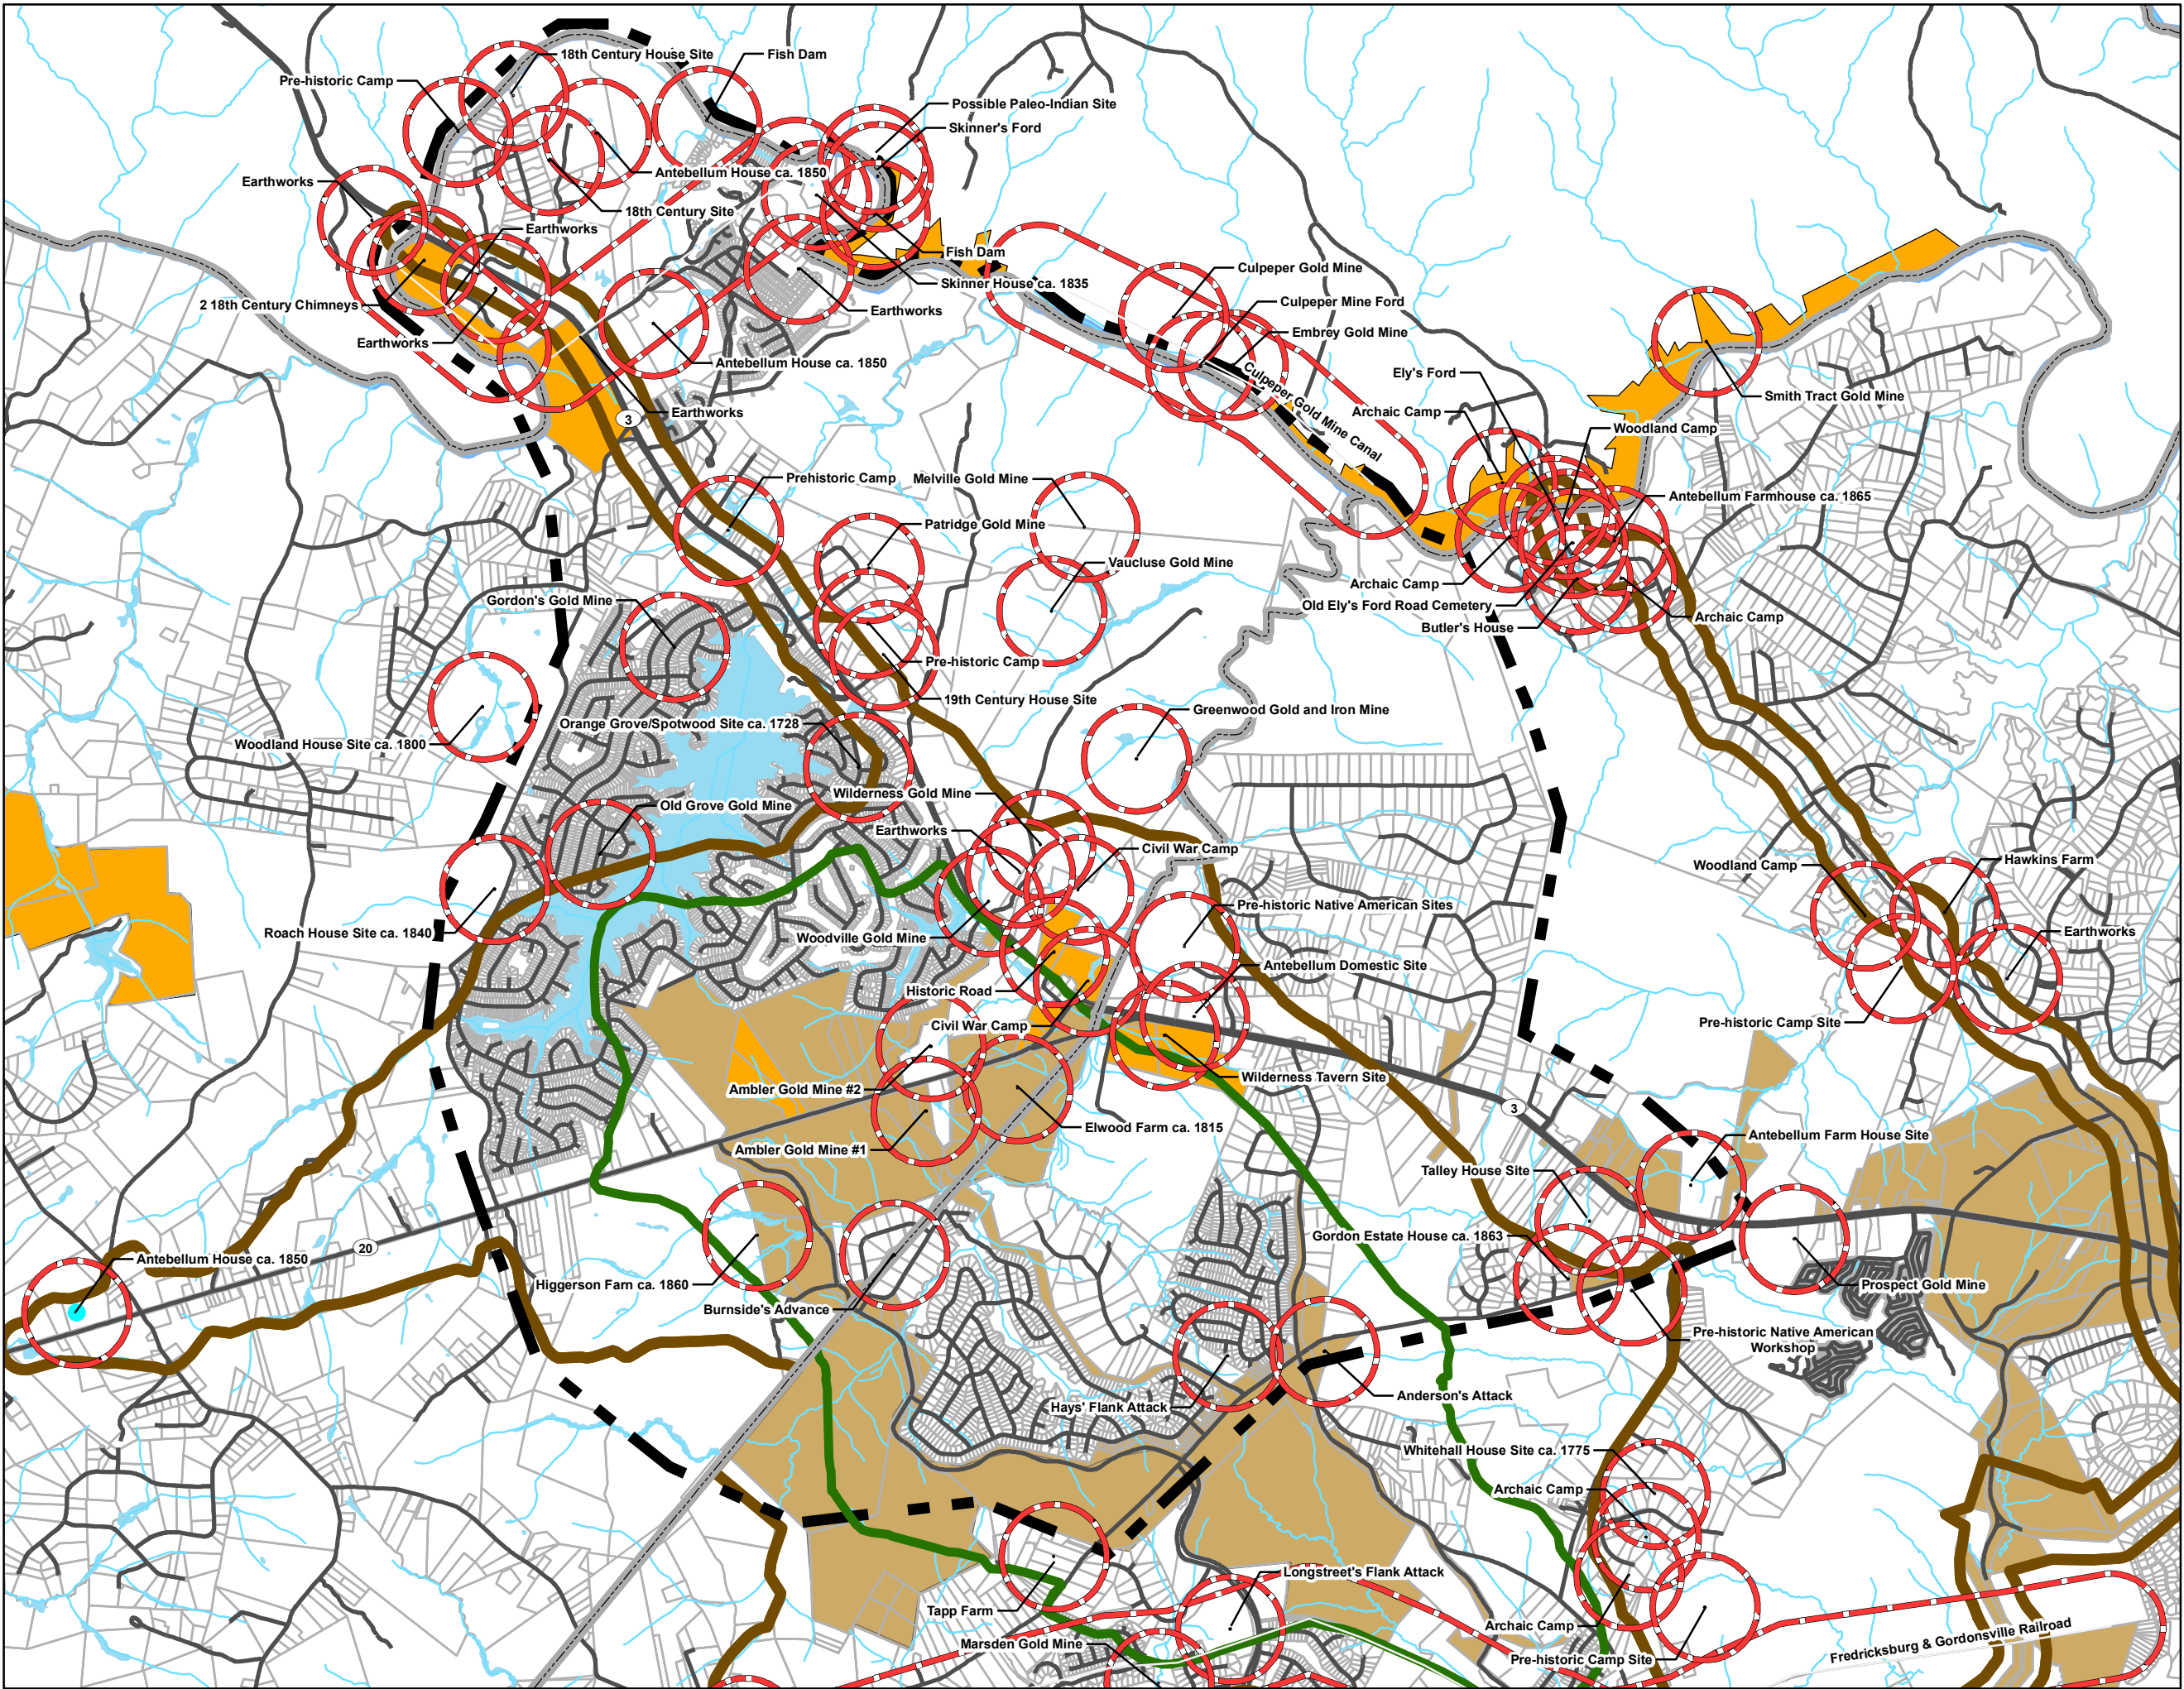 18th Century House Site
Fish Dam
Pre-historic Camp
Possible Paleo-Indian Site
Skinner's Ford
Antebellum House ca. 1850
Earthworks
18th Century Site
Earthworks
Fish Dam
Culpeper Gold Mine
Skinner House ca. 1835
2 18th Century Chimneys
Culpeper Mine Ford
Earthworks
Embrey Gold Mine
Earthworks
Antebellum House ca. 1850
Culpeper Gold Mine Canal
Ely's Ford
Smith Tract Gold Mine
Earthworks
3
Archaic Camp
Woodland Camp
Prehistoric Camp
Melville Gold Mine
Antebellum Farmhouse ca. 1865
Patridge Gold Mine
Vaucluse Gold Mine
Archaic Camp
Gordon's Gold Mine
Old Ely's Ford Road Cemetery
Archaic Camp
Butler's House
Pre-historic Camp
19th Century House Site
Greenwood Gold and Iron Mine
Orange Grove/Spotwood Site ca. 1728
Woodland House Site ca. 1800
Wilderness Gold Mine
Old Grove Gold Mine
Earthworks
Civil War Camp
Woodland Camp
Hawkins Farm
Pre-historic Native American Sites
Roach House Site ca. 1840
Woodville Gold Mine
Earthworks
Antebellum Domestic Site
Historic Road
Civil War Camp
Pre-historic Camp Site
Wilderness Tavern Site
Ambler Gold Mine #2
3
Elwood Farm ca. 1815
Antebellum Farm House Site
Ambler Gold Mine #1
Talley House Site
Gordon Estate House ca. 1863
20
Antebellum House ca. 1850
Higgerson Farn ca. 1860
Prospect Gold Mine
Burnside's Advance
Pre-historic Native American
Workshop
Anderson's Attack
Hays' Flank Attack
Whitehall House Site ca. 1775
Archaic Camp
Longstreet's Flank Attack
Tapp Farm
Archaic Camp
Marsden Gold Mine
Pre-historic Camp Site
Fredricksburg & Gordonsville Railroad